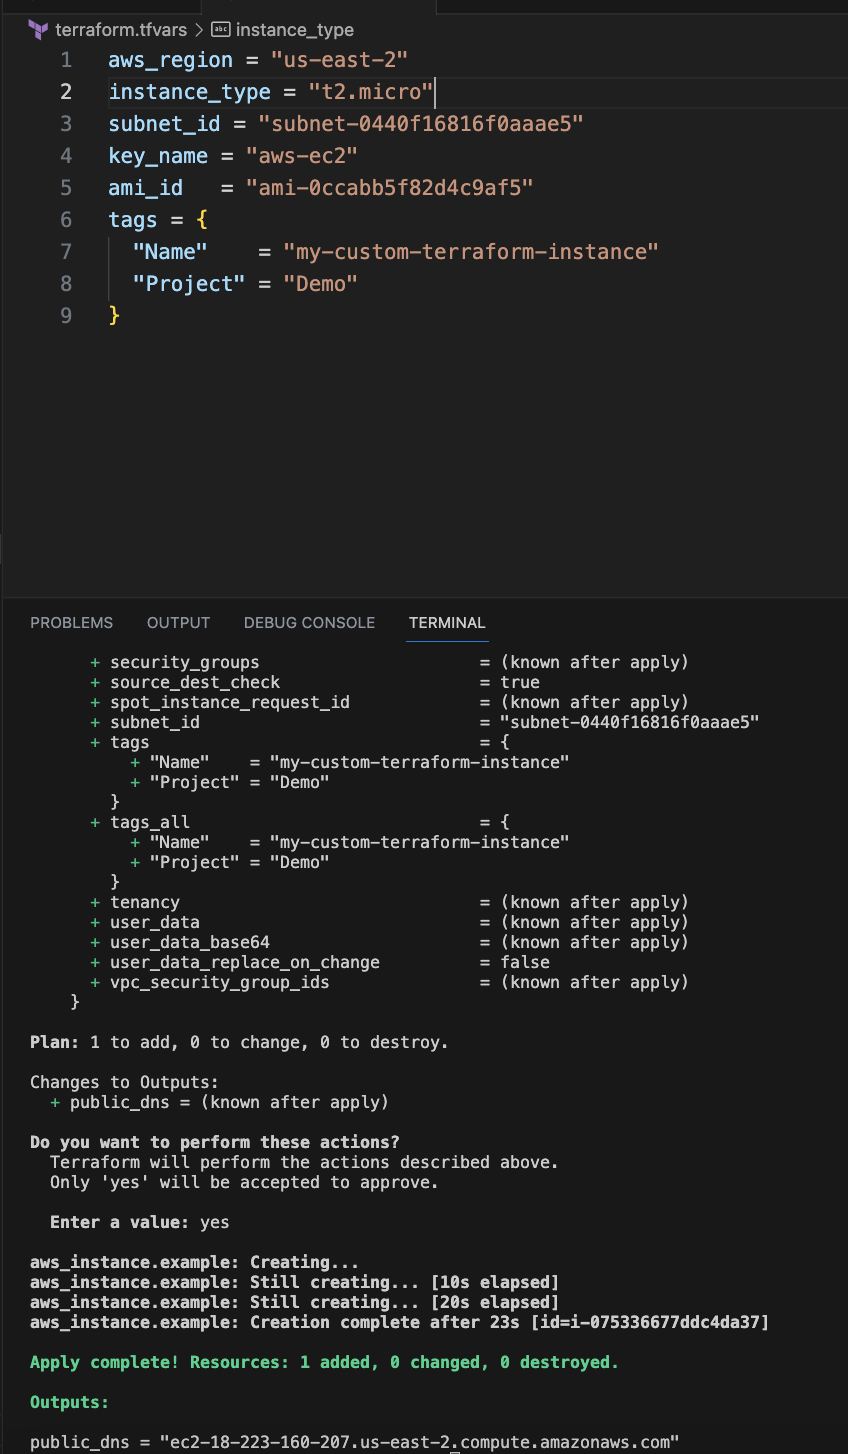 terraform.tfvars > abc instance_type
1 aws_region = "us-east-2"
2 instance_type = "t2.micro"
3 subnet_id = "subnet-0440f16816f0aaae5"
4 key_name = "aws-ec2"
5 ami_id   = "ami-0ccabb5f82d4c9af5"
6 tags = {
7   "Name"    = "my-custom-terraform-instance"
8   "Project" = "Demo"
9 }
PROBLEMS OUTPUT DEBUG CONSOLE TERMINAL
+ security_groups                      = (known after apply)
+ source_dest_check                    = true
+ spot_instance_request_id             = (known after apply)
+ subnet_id                            = "subnet-0440f16816f0aaae5"
+ tags                                 = {
    + "Name"    = "my-custom-terraform-instance"
    + "Project" = "Demo"
  }
+ tags_all                             = {
    + "Name"    = "my-custom-terraform-instance"
    + "Project" = "Demo"
  }
+ tenancy                              = (known after apply)
+ user_data                            = (known after apply)
+ user_data_base64                     = (known after apply)
+ user_data_replace_on_change          = false
+ vpc_security_group_ids               = (known after apply)
}
Plan: 1 to add, 0 to change, 0 to destroy.
Changes to Outputs:
+ public_dns = (known after apply)
Do you want to perform these actions?
Terraform will perform the actions described above.
Only 'yes' will be accepted to approve.
Enter a value: yes
aws_instance.example: Creating...
aws_instance.example: Still creating... [10s elapsed]
aws_instance.example: Still creating... [20s elapsed]
aws_instance.example: Creation complete after 23s [id=i-075336677ddc4da37]
Apply complete! Resources: 1 added, 0 changed, 0 destroyed.
Outputs:
public_dns = "ec2-18-223-160-207.us-east-2.compute.amazonaws.com"